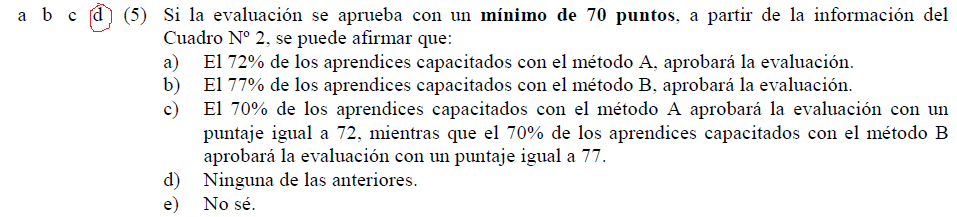 a b c d (5) Si la evaluación se aprueba con un mínimo de 70 puntos, a partir de la información del
Cuadro Nº 2, se puede afirmar que:
a) El 72% de los aprendices capacitados con el método A, aprobará la evaluación.
b) El 77% de los aprendices capacitados con el método B, aprobará la evaluación.
c) El 70% de los aprendices capacitados con el método A aprobará la evaluación con un
puntaje igual a 72, mientras que el 70% de los aprendices capacitados con el método B
aprobará la evaluación con un puntaje igual a 77.
d) Ninguna de las anteriores.
e) No sé.